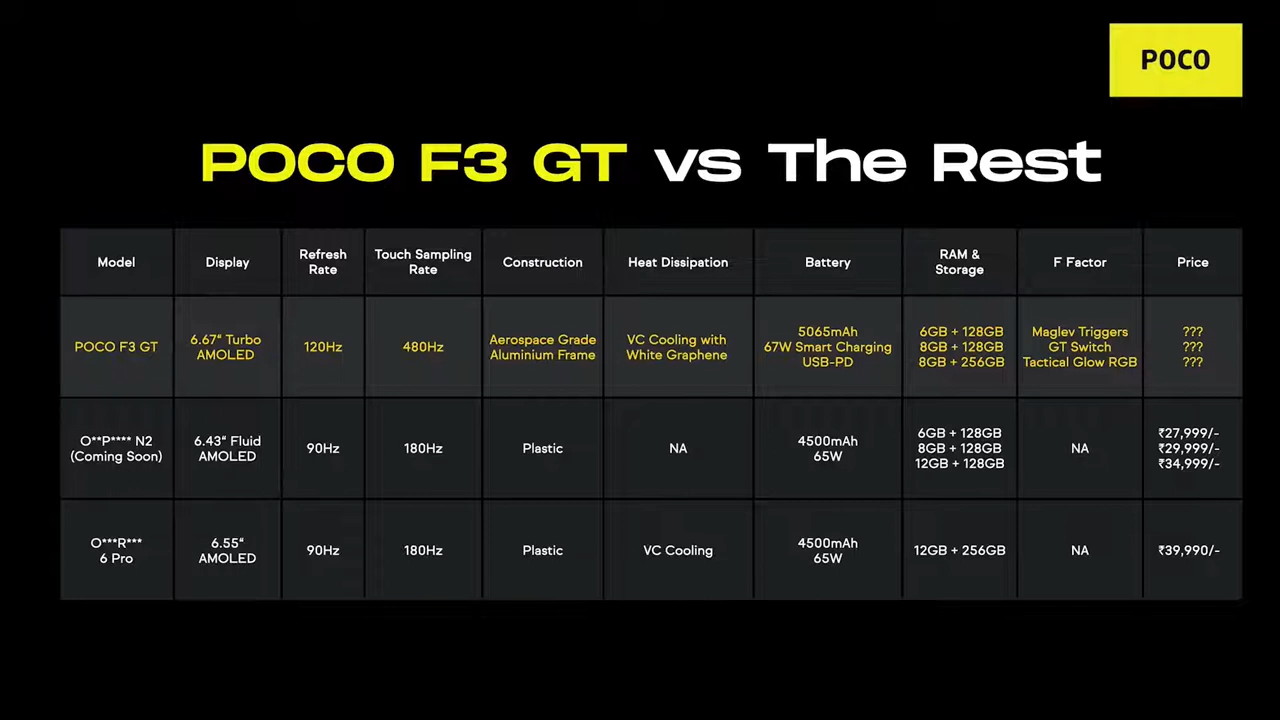 POCO
POCO F3 GT vs The Rest
Model
Display
Refresh
Rate
Touch Sampling
Rate
Construction
Heat Dissipation
Battery
RAM &
Storage
F Factor
Price
POCO F3 GT
6.67“ Turbo
AMOLED
120Hz
480Hz
Aerospace Grade
Aluminium Frame
VC Cooling with
White Graphene
5065mAh
67W Smart Charging
USB-PD
6GB + 128GB
8GB + 128GB
8GB + 256GB
Maglev Triggers
GT Switch
Tactical Glow RGB
???
???
???
O**P**** N2
(Coming Soon)
6.43“ Fluid
AMOLED
90Hz
180Hz
Plastic
NA
4500mAh
65W
6GB + 128GB
8GB + 128GB
12GB + 128GB
NA
₹27,999/-
₹29,999/-
₹34,999/-
O***R***
6 Pro
6.55“
AMOLED
90Hz
180Hz
Plastic
VC Cooling
4500mAh
65W
12GB + 256GB
NA
₹39,990/-